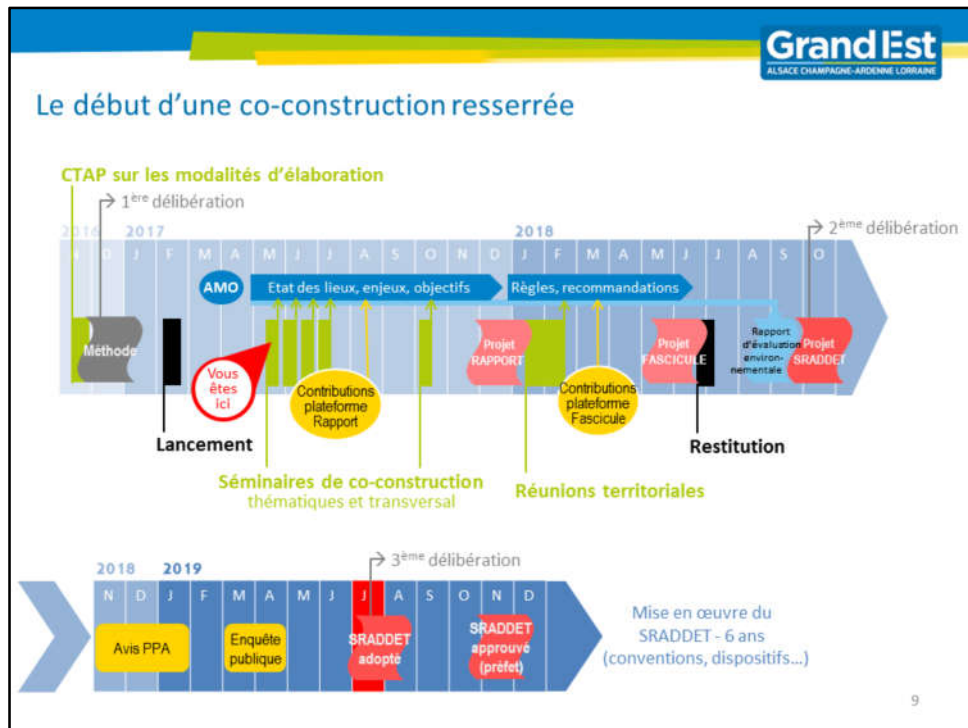 GrandEst
ALSACE CHAMPAGNE-ARDENNE LORRAINE
Le début d'une co-construction resserrée
CTAP sur les modalités d'élaboration
1ère délibération
2016 2017 2018
2ème délibération
N D J F M A M J J A S O N D J F M A M J J A S O
AMO
Etat des lieux, enjeux, objectifs
Règles, recommandations
Méthode
Projet
RAPPORT
Projet
FASCICULE
Rapport
d'évaluation
environ-
nementale
Projet
SRADDET
Vous
êtes
ici
Contributions
plateforme
Rapport
Contributions
plateforme
Fascicule
Lancement
Restitution
Séminaires de co-construction
thématiques et transversal
Réunions territoriales
3ème délibération
2018 2019
N D J F M A M J J A S O N D
Avis PPA
Enquête
publique
SRADDET
adopté
SRADDET
approuvé
(préfet)
Mise en œuvre du
SRADDET - 6 ans
(conventions, dispositifs...)
9